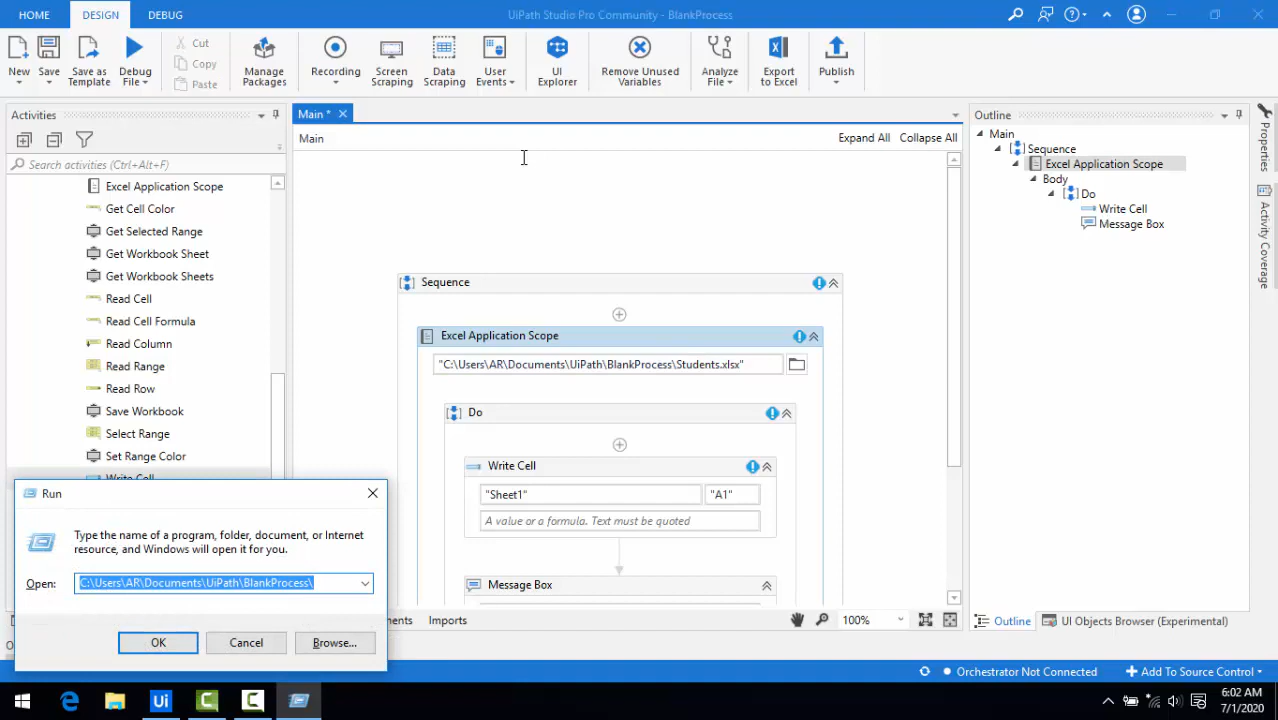 HOME
DESIGN
DEBUG
UiPath Studio Pro Community - BlankProcess
New
Save
Save as Template
Debug File
Cut
Copy
Paste
Manage Packages
Recording
Screen Scraping
Data Scraping
User Events
UI Explorer
Remove Unused Variables
Analyze File
Export to Excel
Publish
Activities
Search activities (Ctrl+Alt+F)
Excel Application Scope
Get Cell Color
Get Selected Range
Get Workbook Sheet
Get Workbook Sheets
Read Cell
Read Cell Formula
Read Column
Read Range
Read Row
Save Workbook
Select Range
Set Range Color
Write Cell
Main *
Main
Expand All
Collapse All
Sequence
Excel Application Scope
"C:\Users\AR\Documents\UiPath\BlankProcess\Students.xlsx"
Do
Write Cell
"Sheet1"
"A1"
A value or a formula. Text must be quoted
Message Box
Imports
100%
Outline
Main
Sequence
Excel Application Scope
Body
Do
Write Cell
Message Box
Properties
Activity Coverage
Outline
UI Objects Browser (Experimental)
Run
Type the name of a program, folder, document, or Internet
resource, and Windows will open it for you.
Open:
C:\Users\AR\Documents\UiPath\BlankProcess\
OK
Cancel
Browse...
Orchestrator Not Connected
Add To Source Control
Ui
6:02 AM
7/1/2020